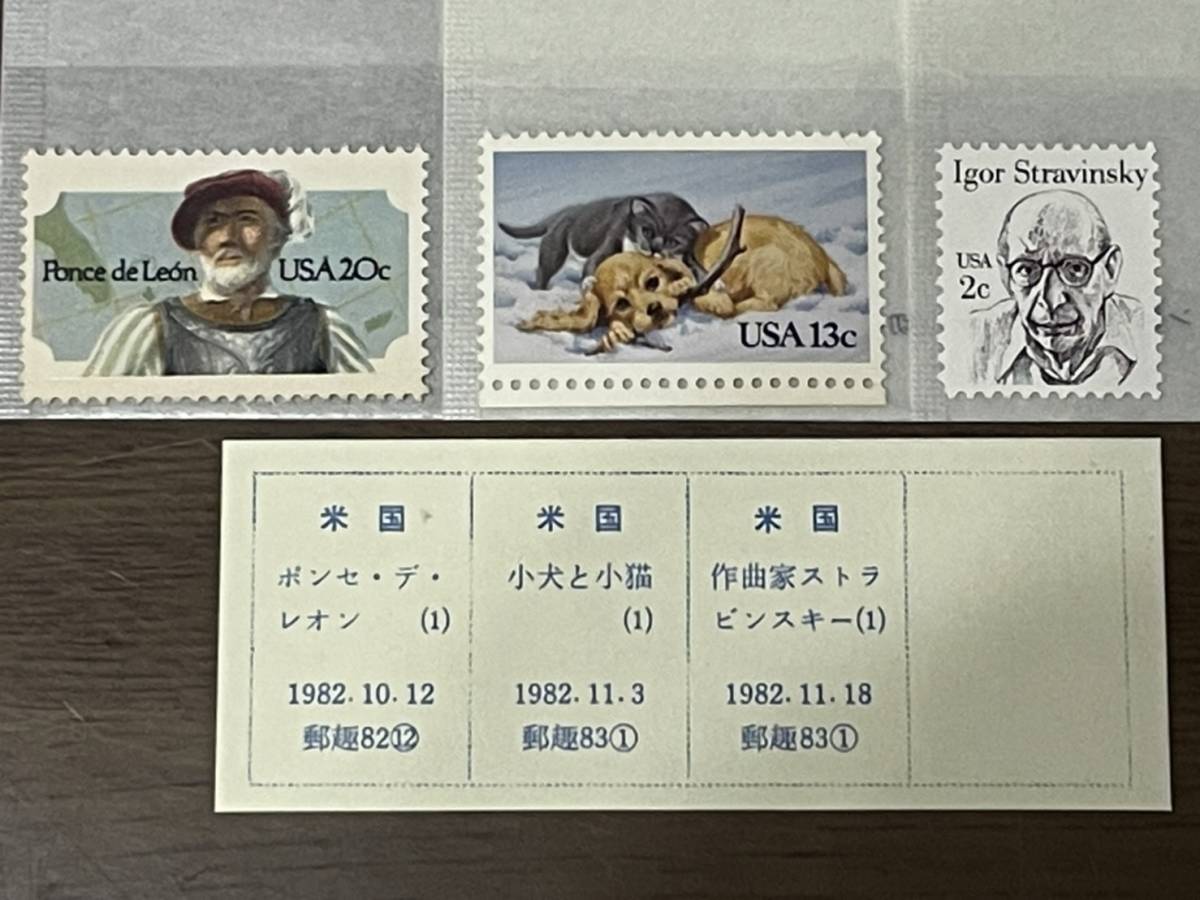 Ponce de León USA 20c
USA 13c
Igor Stravinsky
USA
2c
米国
ポンセ・デ・
レオン (1)
1982.10.12
郵趣82⑫
米国
小犬と小猫
(1)
1982.11.3
郵趣83①
米国
作曲家ストラ
ビンスキー(1)
1982.11.18
郵趣83①